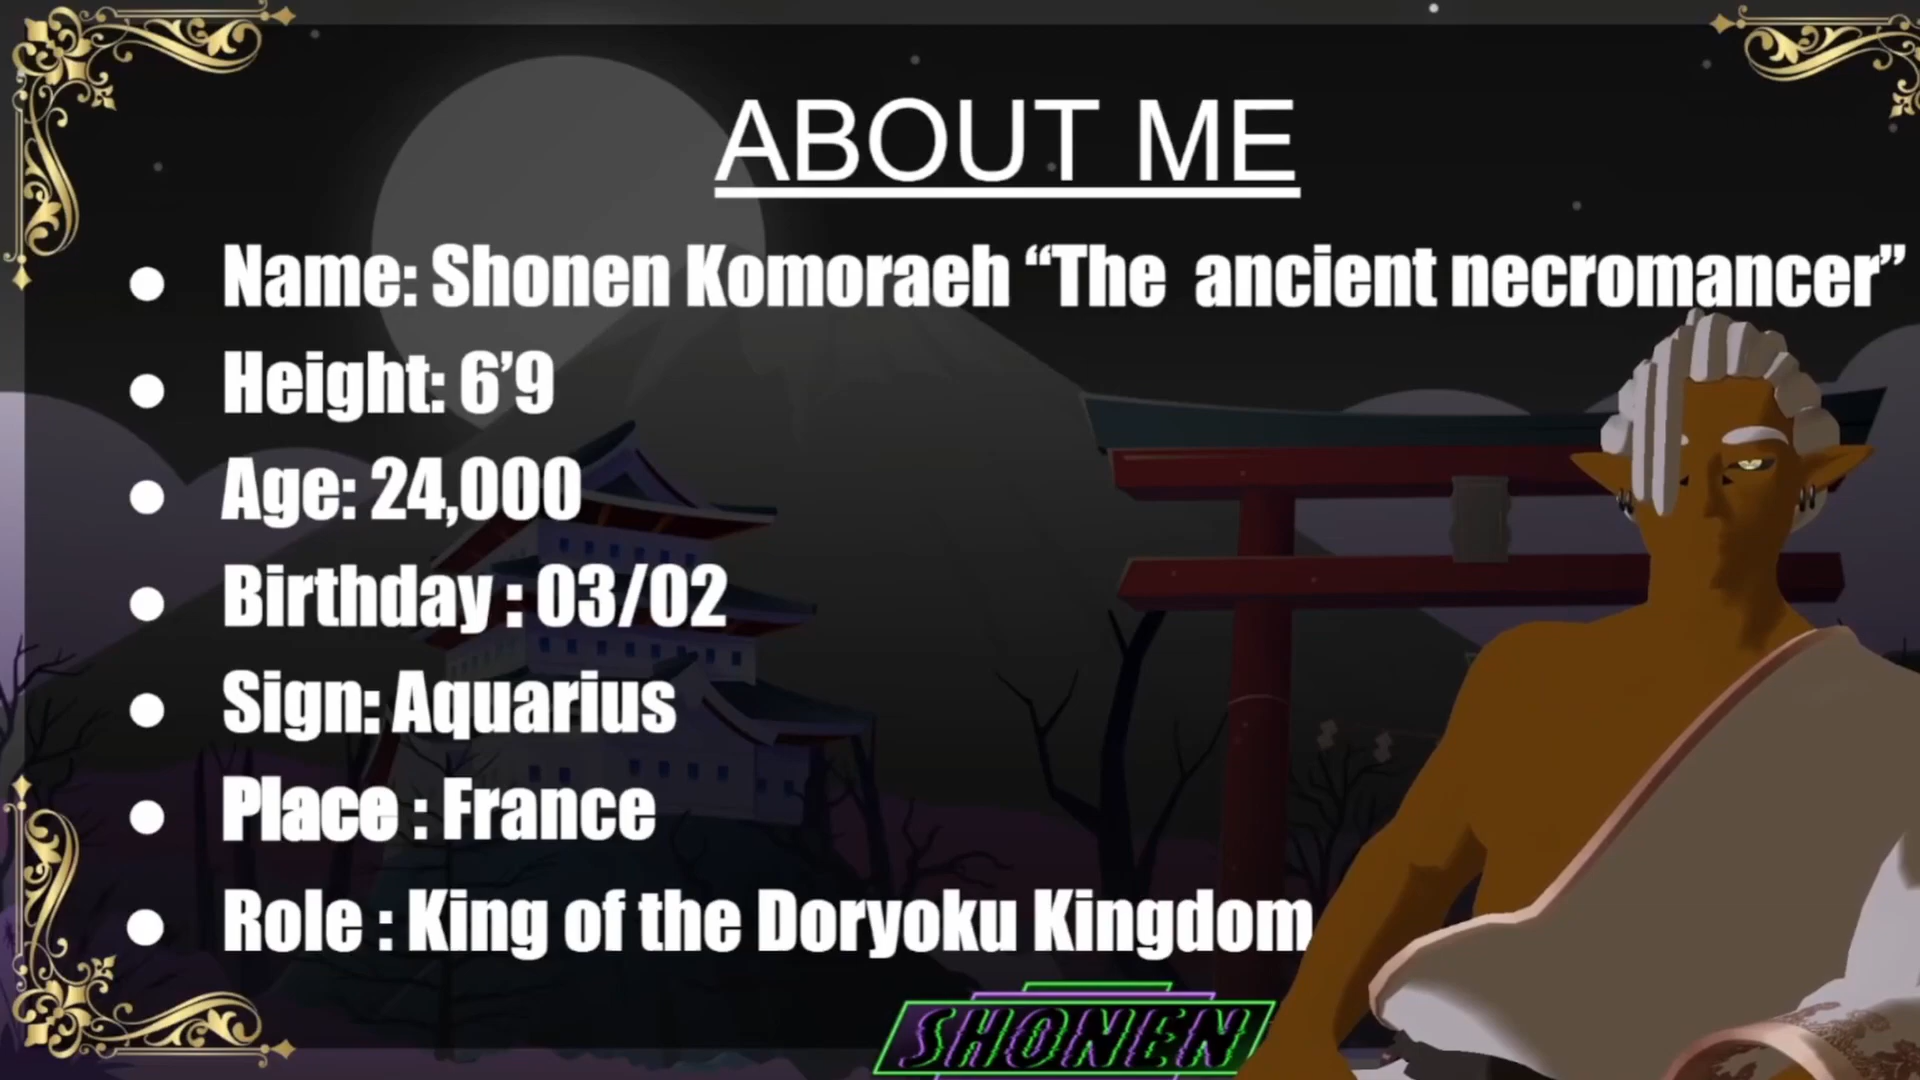 ABOUT ME
● Name: Shonen Komoraeh “The ancient necromancer”
● Height: 6’9
● Age: 24,000
● Birthday : 03/02
● Sign: Aquarius
● Place : France
● Role : King of the Doryoku Kingdom
SHONEN